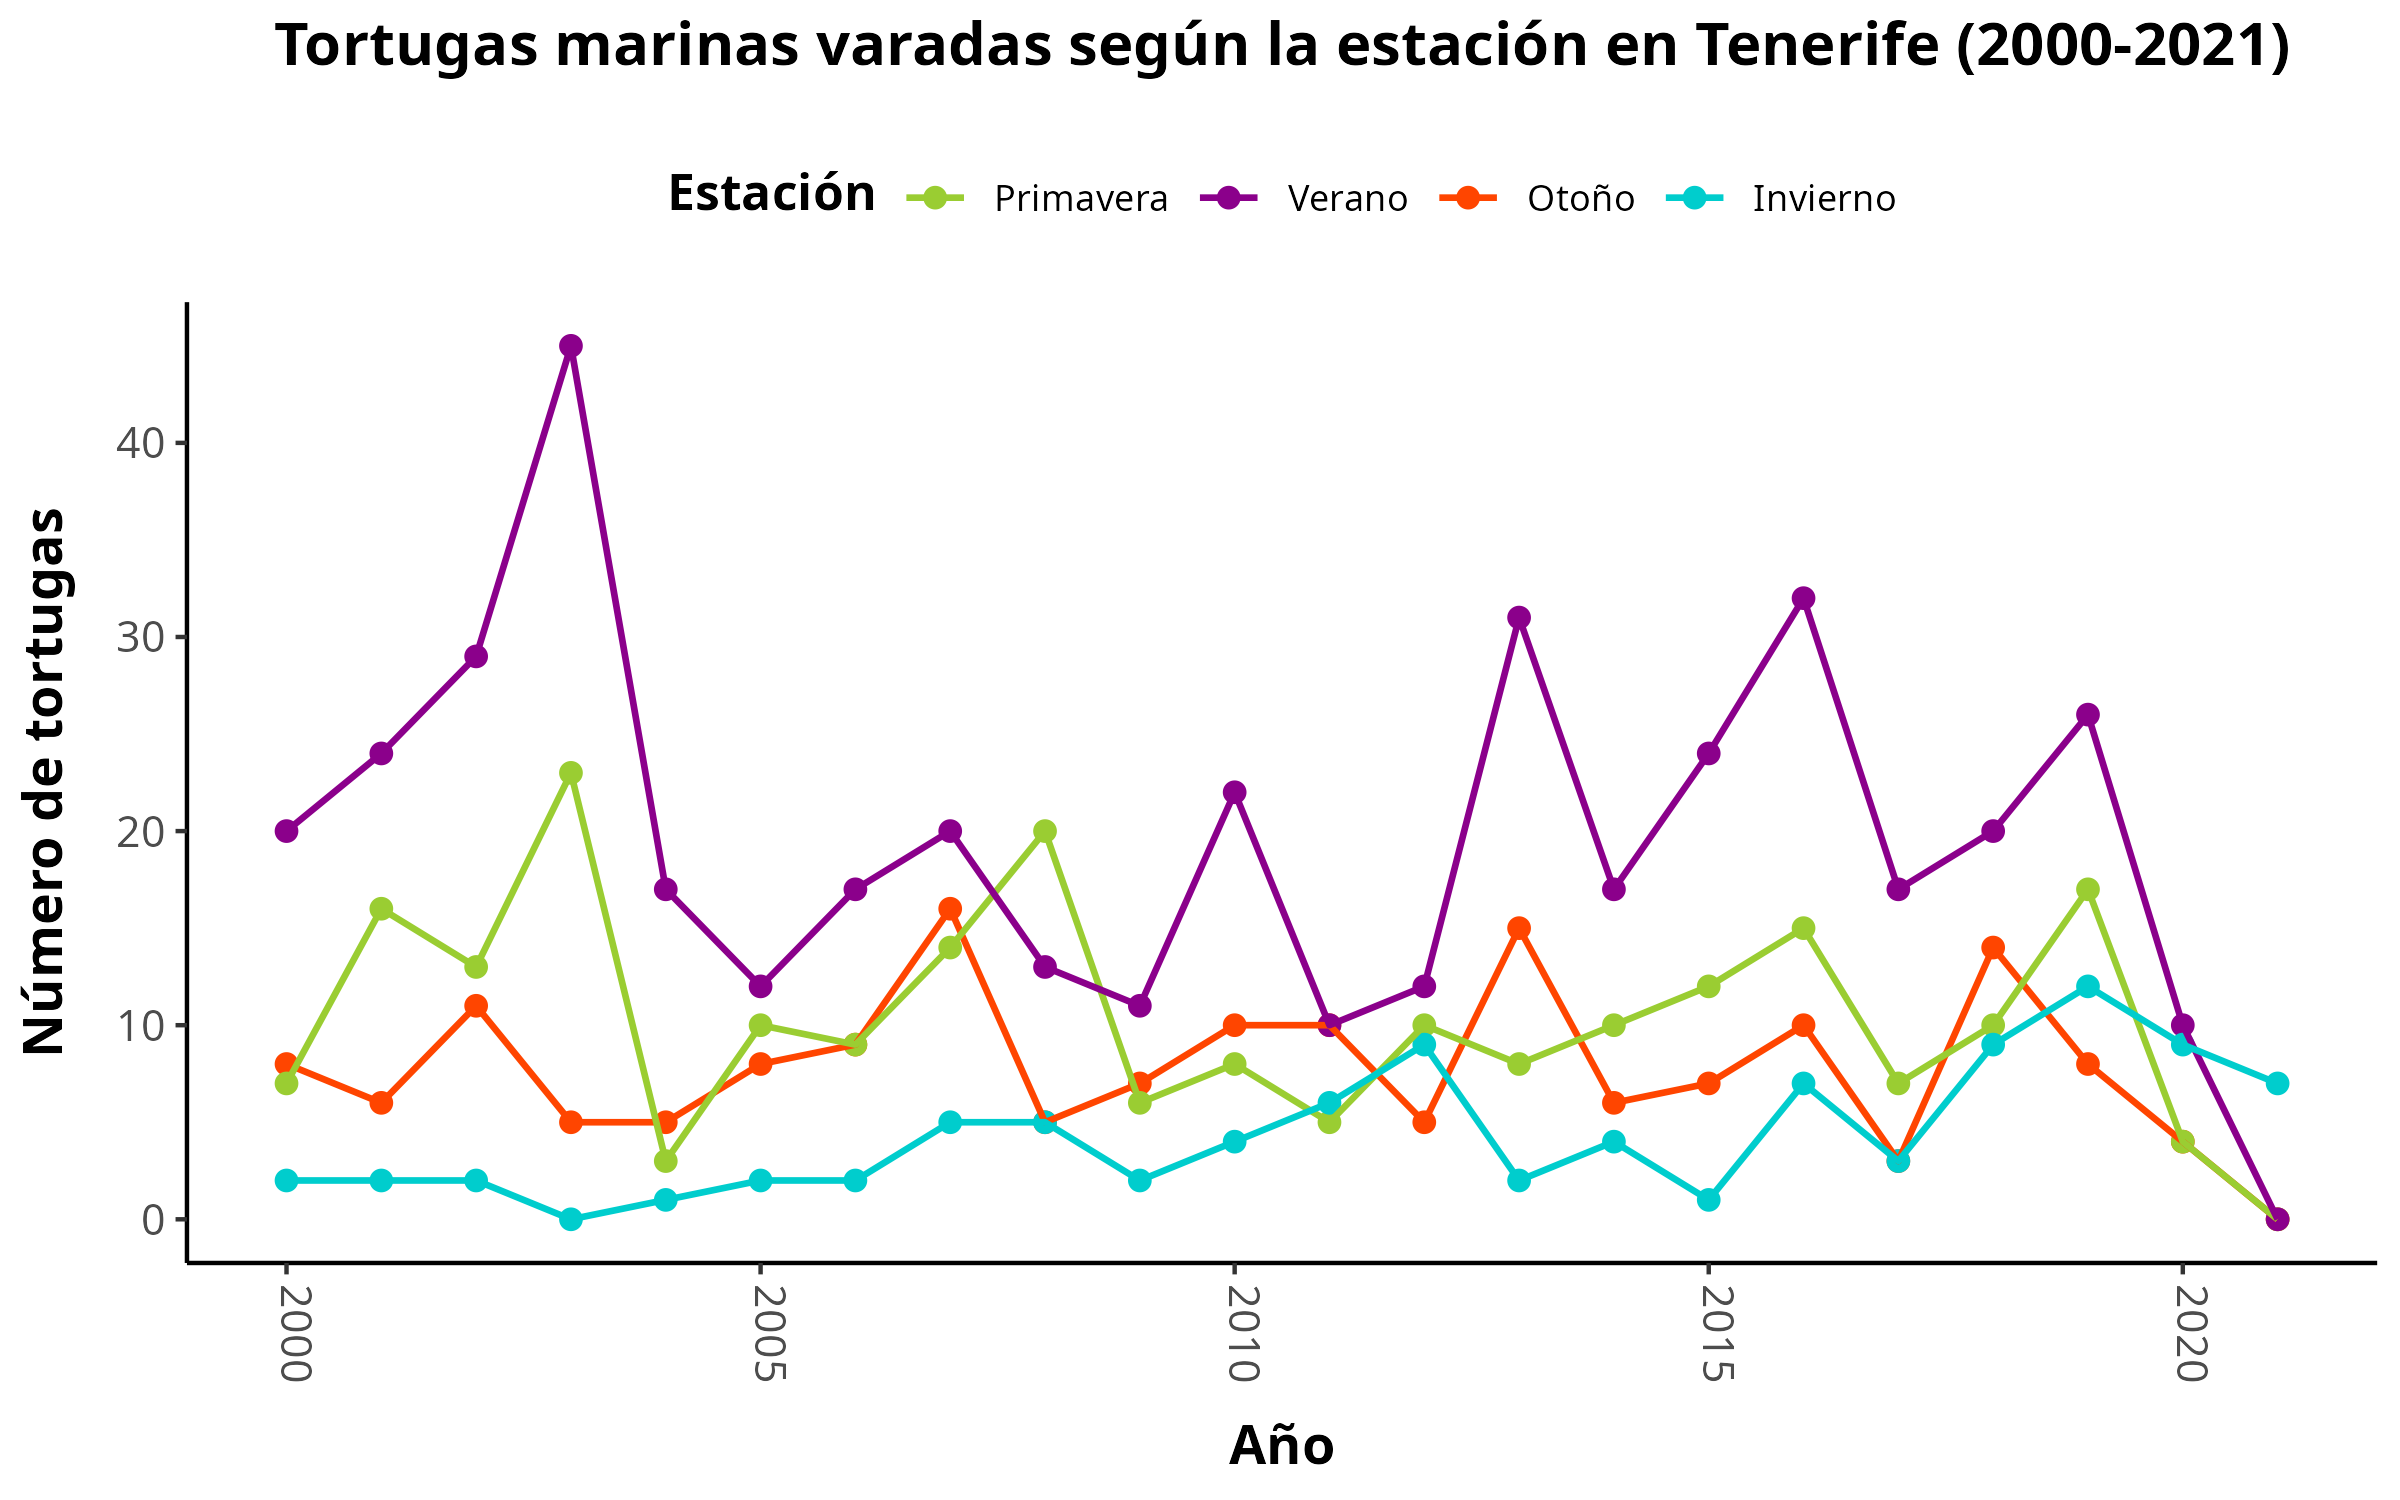 Tortugas marinas varadas según la estación en Tenerife (2000-2021)
Estación Primavera Verano Otoño Invierno
Número de tortugas
40
30
20
10
0
2000 2005 2010 2015 2020
Año